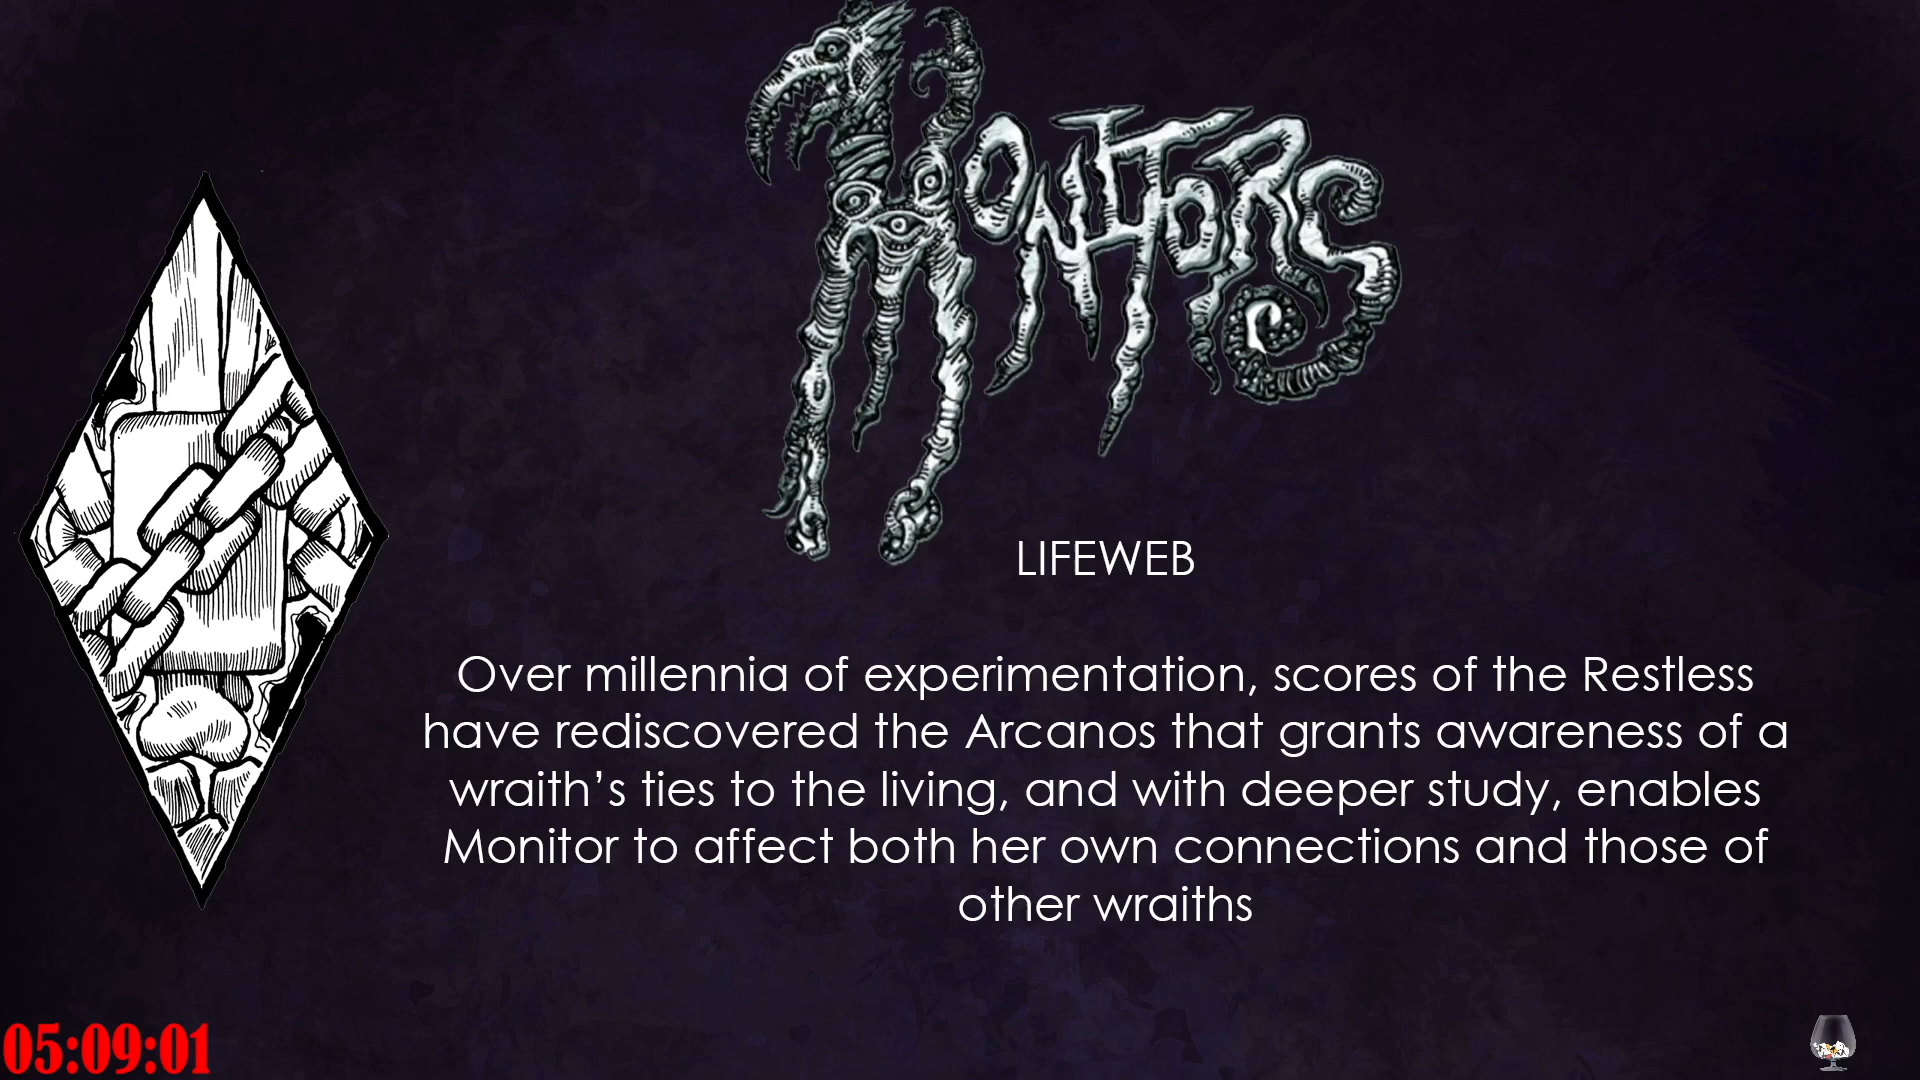 MONITORS
LIFEWEB
Over millennia of experimentation, scores of the Restless
have rediscovered the Arcanos that grants awareness of a
wraith’s ties to the living, and with deeper study, enables
Monitor to affect both her own connections and those of
other wraiths
05:09:01